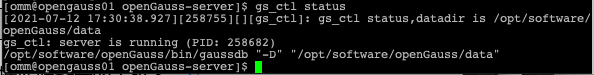 [omm@opengauss01 openGauss-server]$ gs_ctl status
[2021-07-12 17:30:38.927][258755][][gs_ctl]: gs_ctl status,datadir is /opt/software/
openGauss/data
gs_ctl: server is running (PID: 258682)
/opt/software/openGauss/bin/gaussdb "-D" "/opt/software/openGauss/data"
[omm@opengauss01 openGauss-server]$